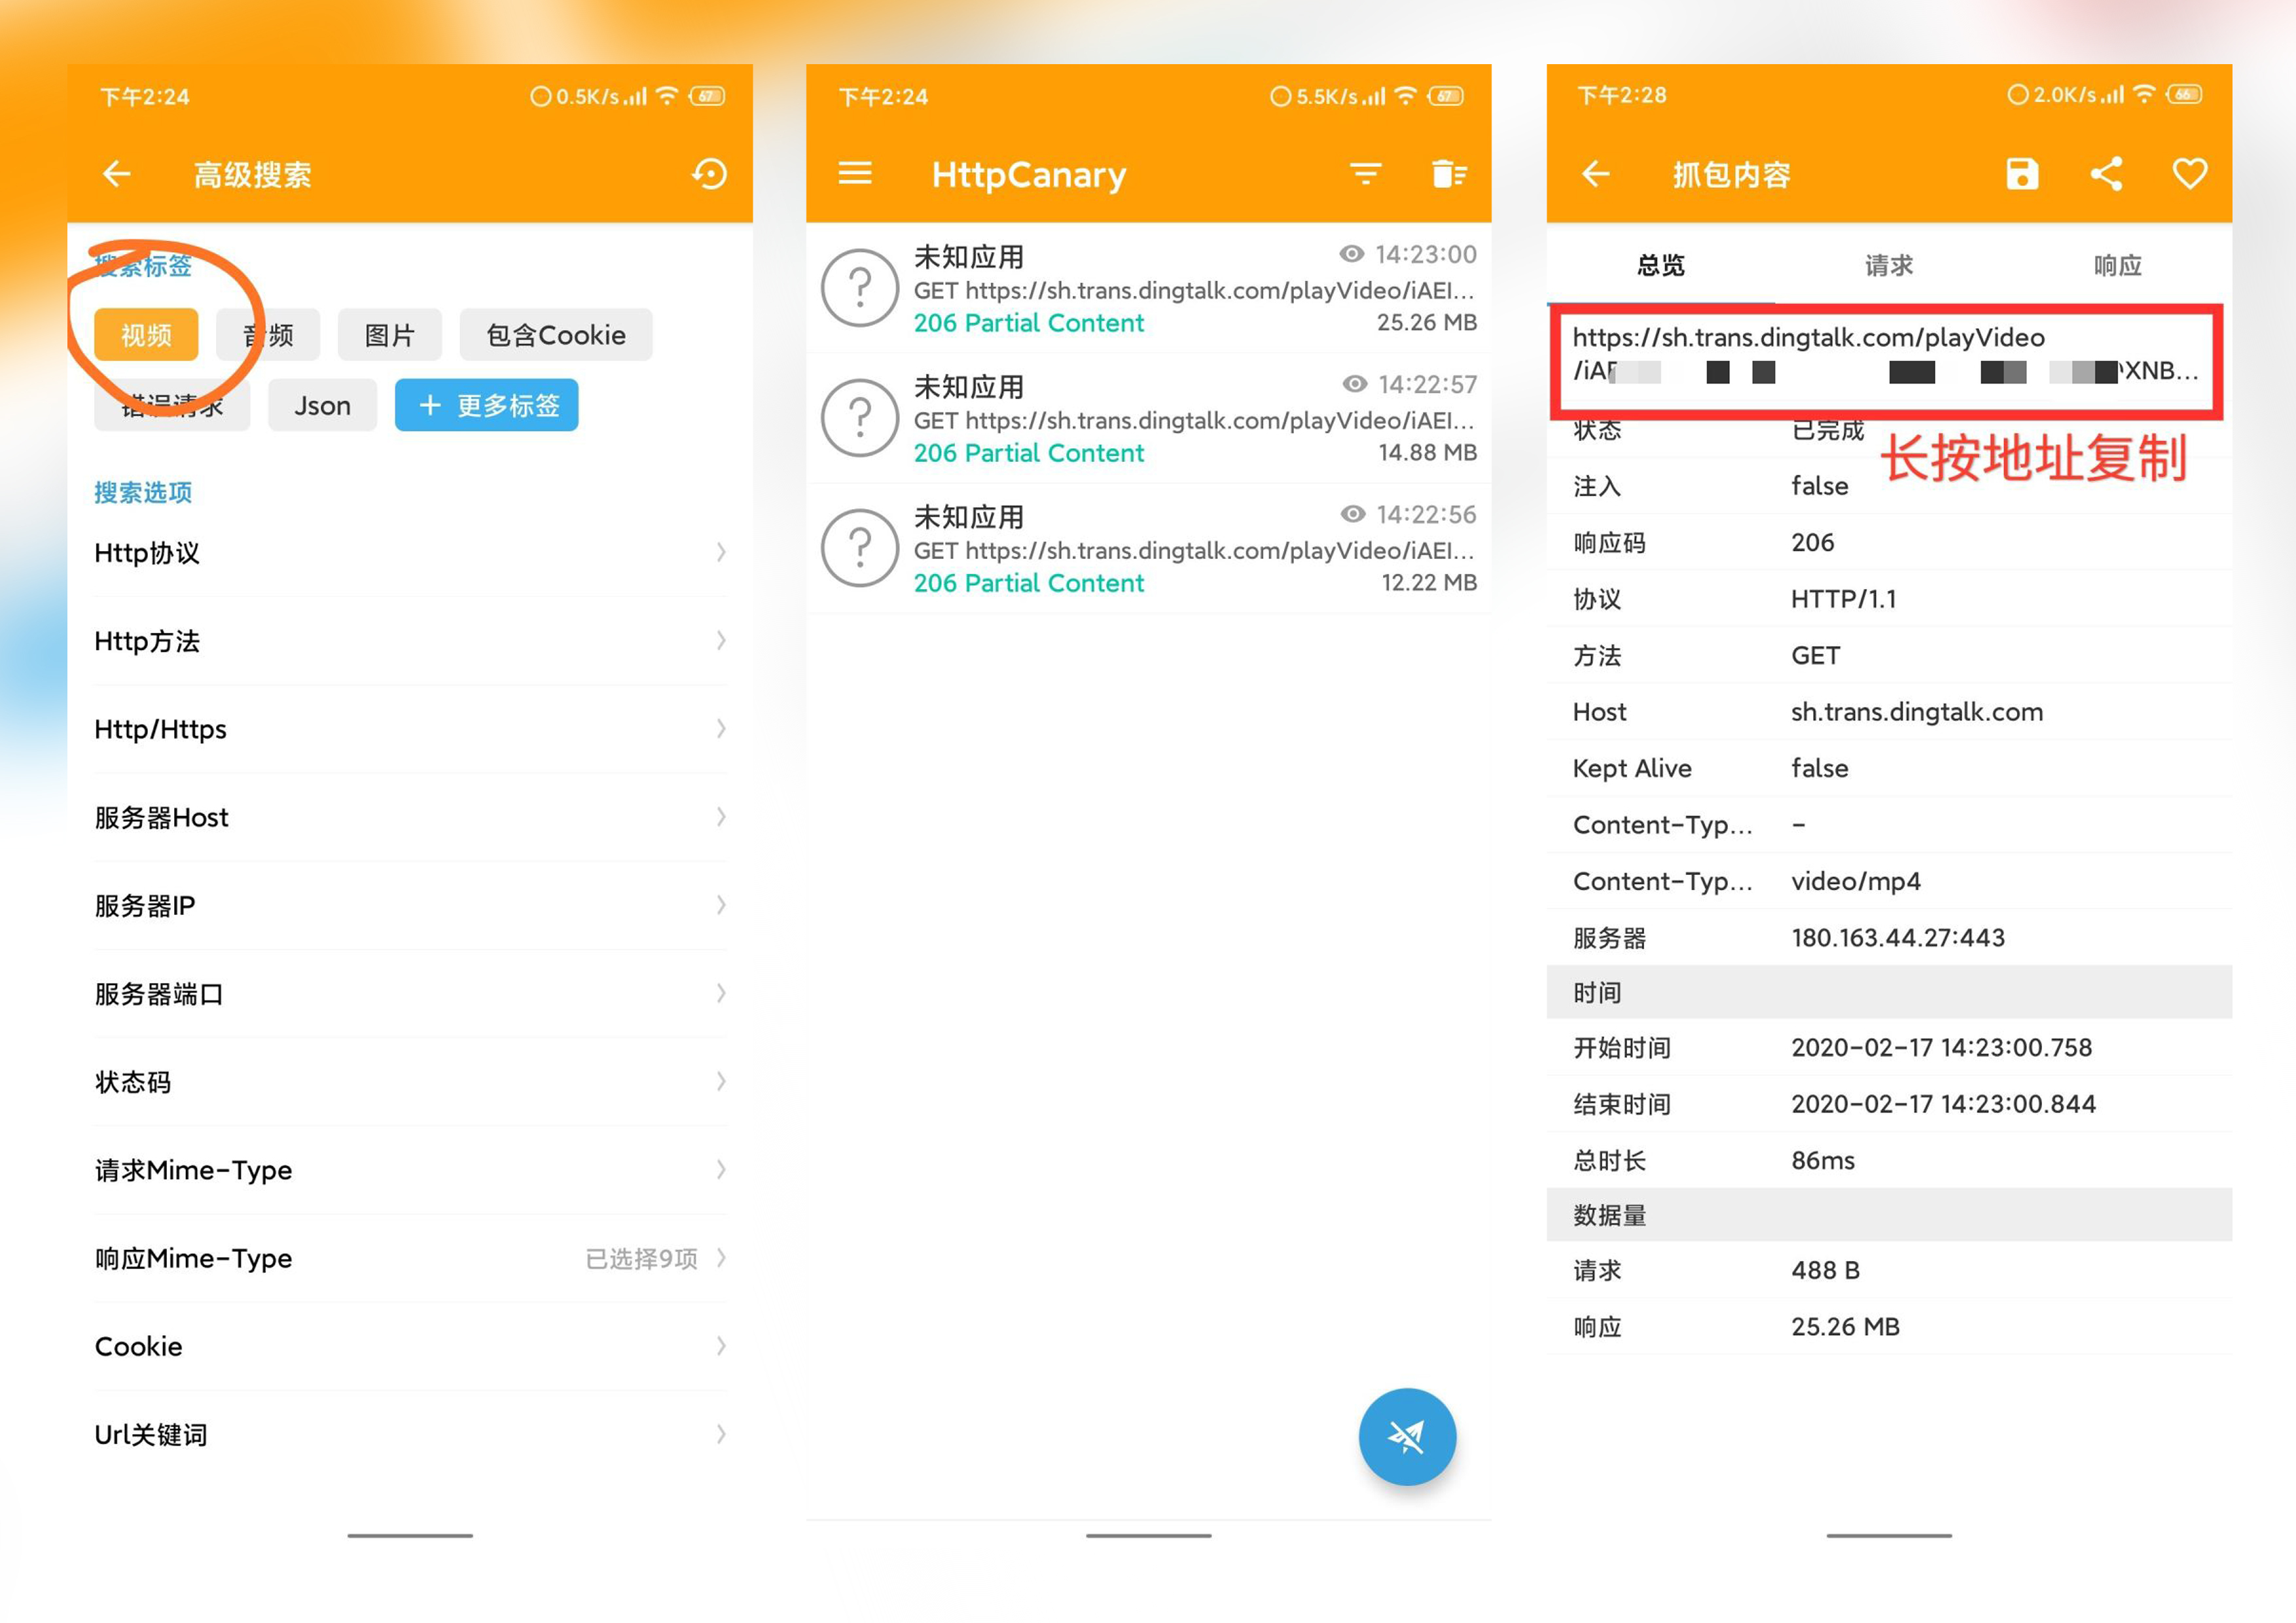 下午2:24
0.5K/s
67
高级搜索
搜索标签
视频
音频
图片
包含Cookie
错误请求
Json
+ 更多标签
搜索选项
Http协议
Http方法
Http/Https
服务器Host
服务器IP
服务器端口
状态码
请求Mime-Type
响应Mime-Type
已选择9项
Cookie
Url关键词
下午2:24
5.5K/s
67
HttpCanary
未知应用
14:23:00
GET https://sh.trans.dingtalk.com/playVideo/iAEI...
206 Partial Content
25.26 MB
未知应用
14:22:57
GET https://sh.trans.dingtalk.com/playVideo/iAEI...
206 Partial Content
14.88 MB
未知应用
14:22:56
GET https://sh.trans.dingtalk.com/playVideo/iAEI...
206 Partial Content
12.22 MB
下午2:28
2.0K/s
66
抓包内容
总览
请求
响应
https://sh.trans.dingtalk.com/playVideo
/iA
XNB...
长按地址复制
状态 已完成
注入 false
响应码 206
协议 HTTP/1.1
方法 GET
Host sh.trans.dingtalk.com
Kept Alive false
Content-Typ... -
Content-Typ... video/mp4
服务器 180.163.44.27:443
时间
开始时间 2020-02-17 14:23:00.758
结束时间 2020-02-17 14:23:00.844
总时长 86ms
数据量
请求 488 B
响应 25.26 MB